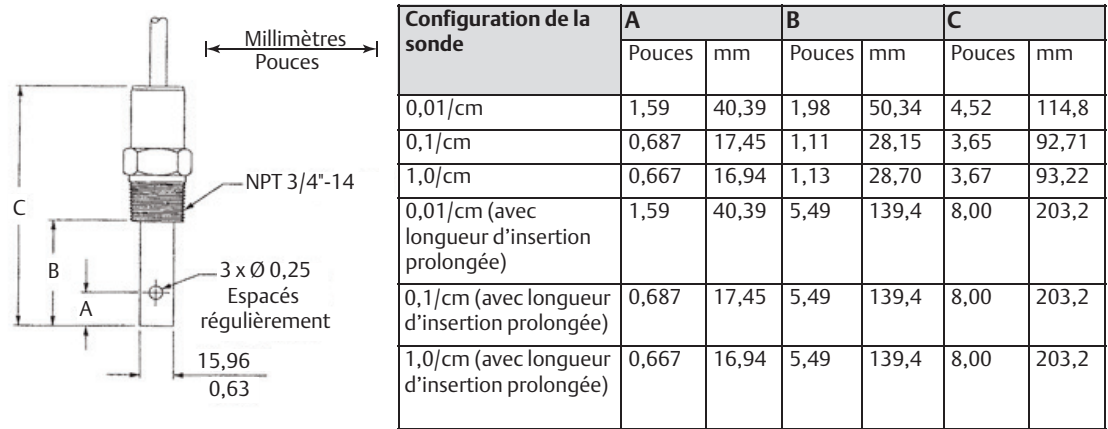 Millimètres
Pouces
NPT 3/4"-14
C
B
3 x Ø 0,25
Espacés
régulièrement
A
15,96
0,63
Configuration de la sonde A B C
Pouces mm Pouces mm Pouces mm
0,01/cm 1,59 40,39 1,98 50,34 4,52 114,8
0,1/cm 0,687 17,45 1,11 28,15 3,65 92,71
1,0/cm 0,667 16,94 1,13 28,70 3,67 93,22
0,01/cm (avec longueur d'insertion prolongée) 1,59 40,39 5,49 139,4 8,00 203,2
0,1/cm (avec longueur d'insertion prolongée) 0,687 17,45 5,49 139,4 8,00 203,2
1,0/cm (avec longueur d'insertion prolongée) 0,667 16,94 5,49 139,4 8,00 203,2